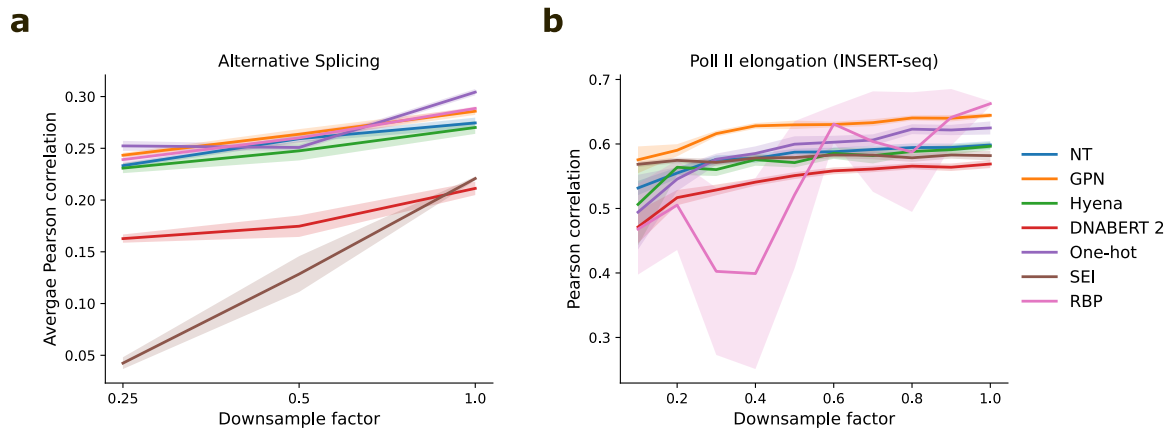 a
Alternative Splicing
Avergae Pearson correlation
0.30
0.25
0.20
0.15
0.10
0.05
0.25
0.5
1.0
Downsample factor
b
Poll II elongation (INSERT-seq)
Pearson correlation
0.7
0.6
0.5
0.4
0.3
0.2
0.4
0.6
0.8
1.0
Downsample factor
NT
GPN
Hyena
DNABERT 2
One-hot
SEI
RBP